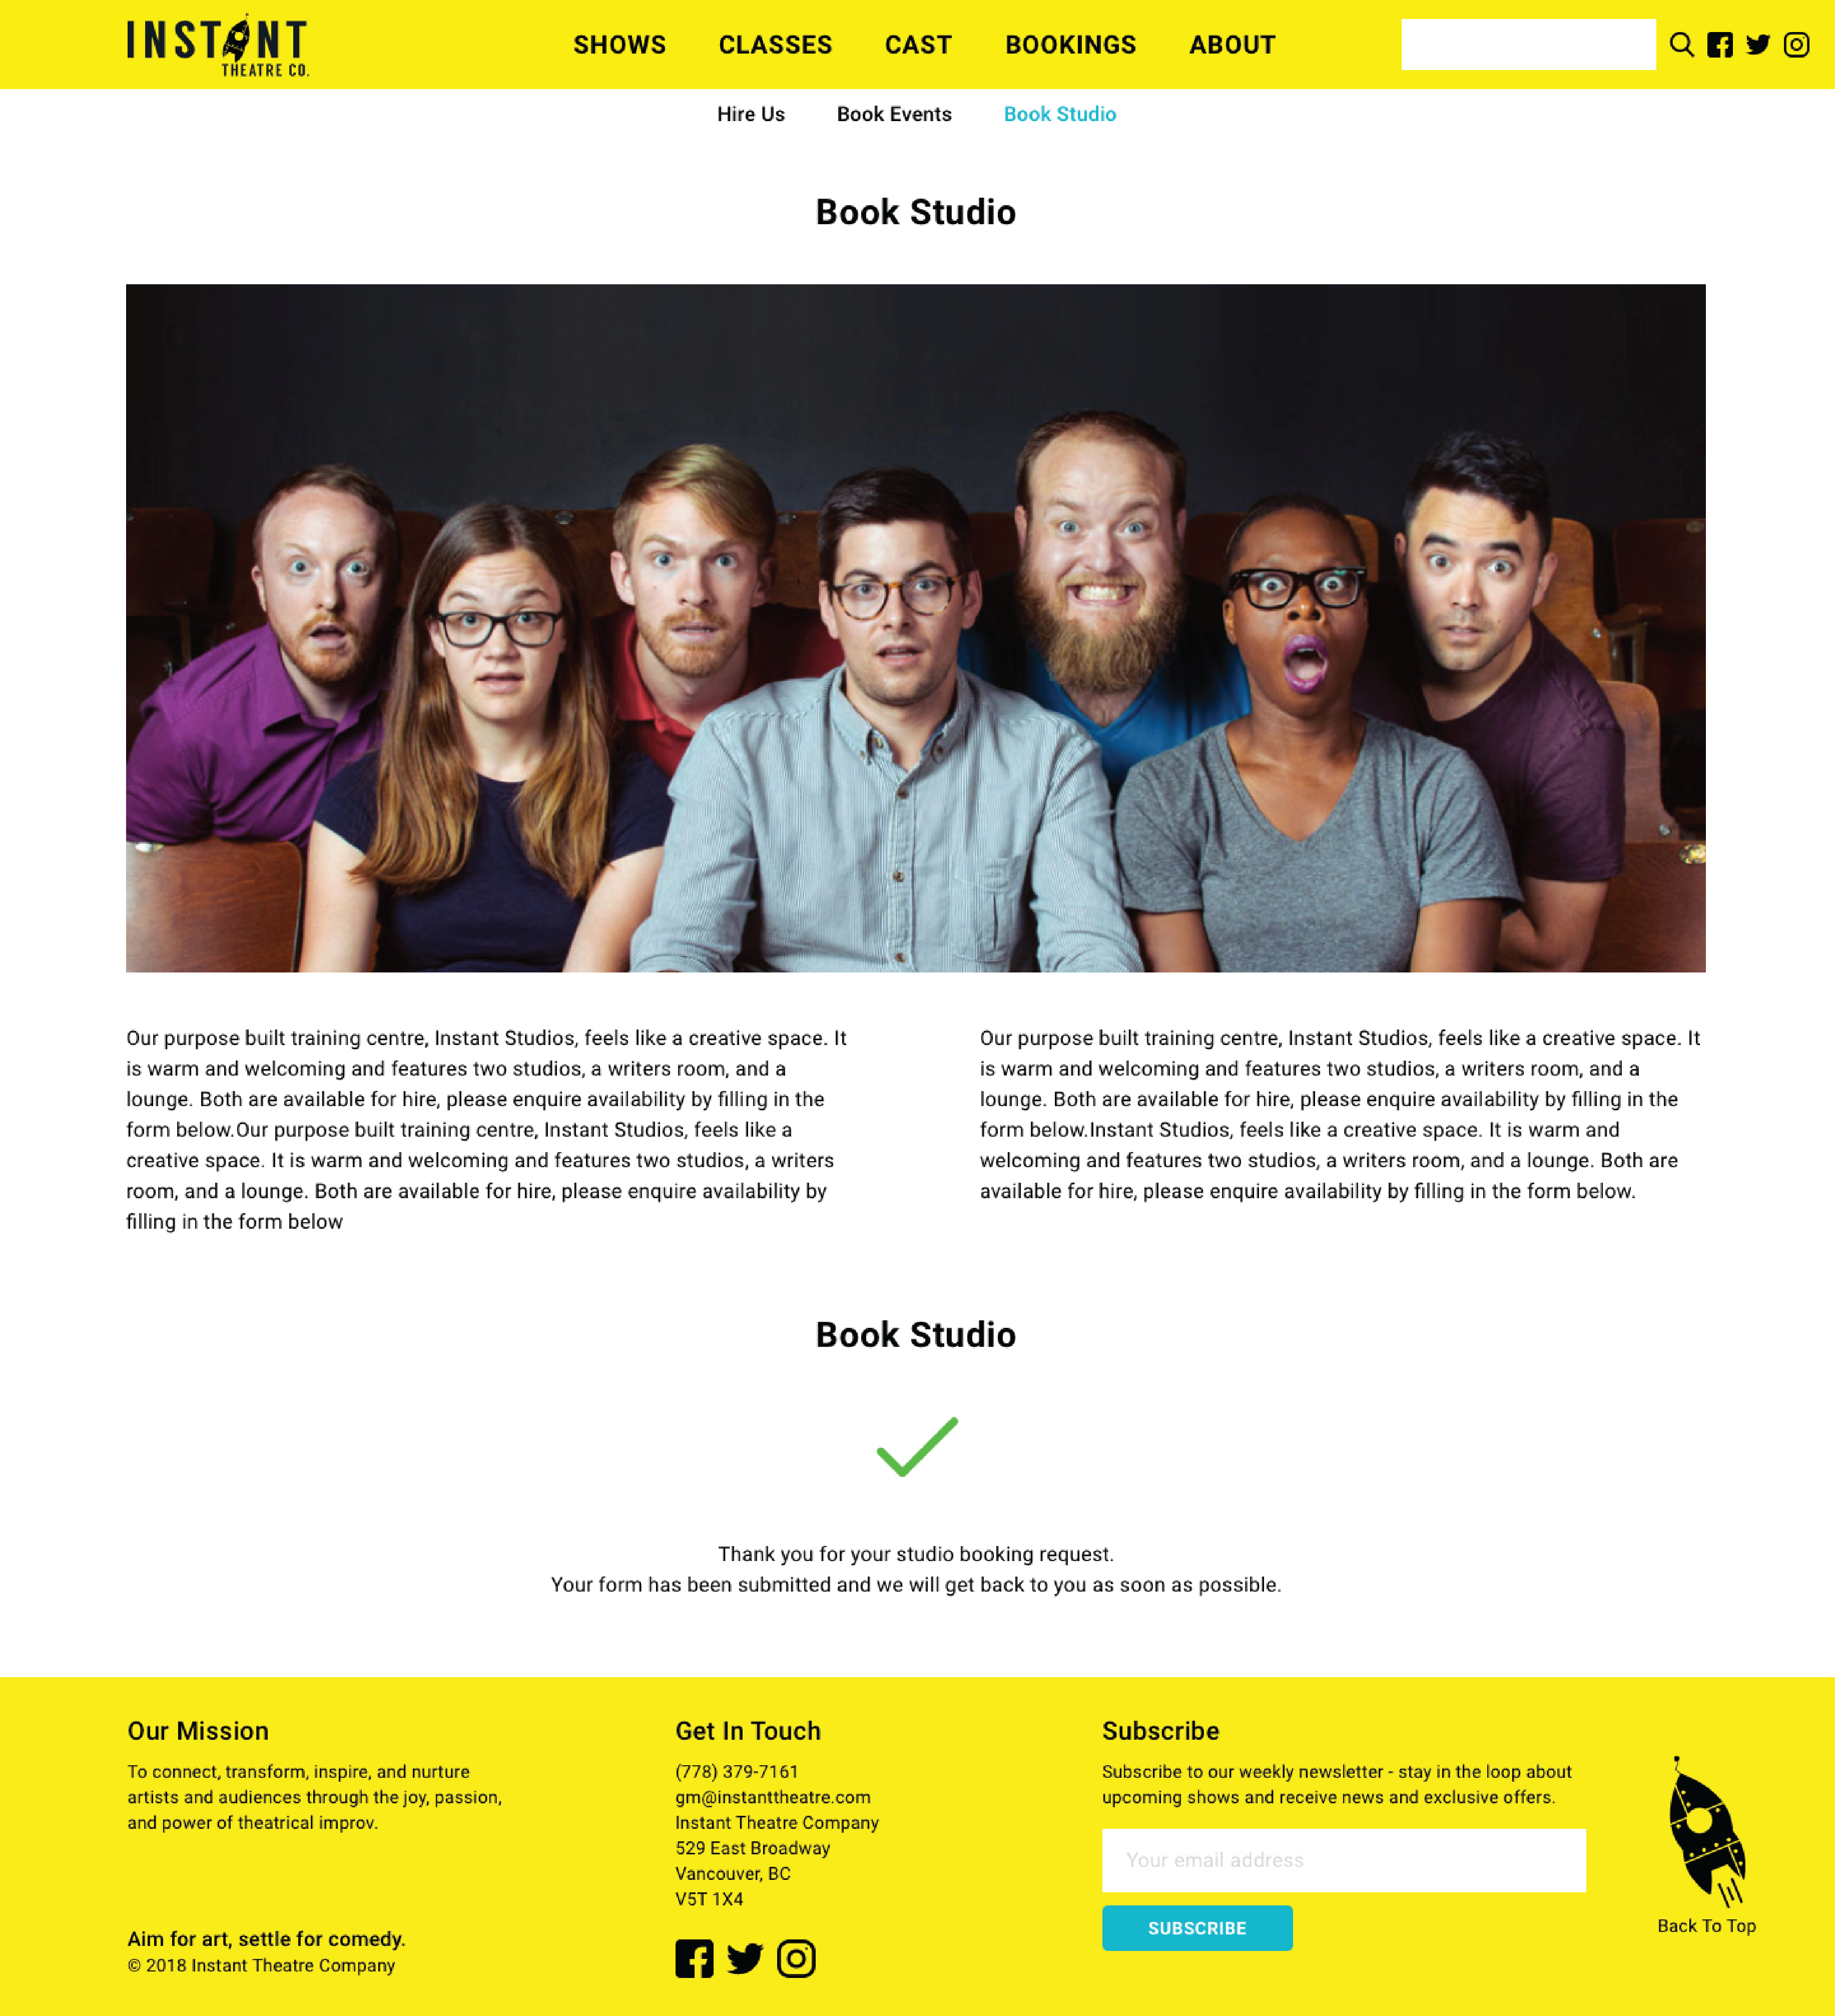 INSTANT
THEATRE CO.
SHOWS CLASSES CAST BOOKINGS ABOUT
Hire Us Book Events Book Studio
Book Studio
Our purpose built training centre, Instant Studios, feels like a creative space. It
is warm and welcoming and features two studios, a writers room, and a
lounge. Both are available for hire, please enquire availability by filling in the
form below.Our purpose built training centre, Instant Studios, feels like a
creative space. It is warm and welcoming and features two studios, a writers
room, and a lounge. Both are available for hire, please enquire availability by
filling in the form below
Our purpose built training centre, Instant Studios, feels like a creative space. It
is warm and welcoming and features two studios, a writers room, and a
lounge. Both are available for hire, please enquire availability by filling in the
form below.Instant Studios, feels like a creative space. It is warm and
welcoming and features two studios, a writers room, and a lounge. Both are
available for hire, please enquire availability by filling in the form below.
Book Studio
Thank you for your studio booking request.
Your form has been submitted and we will get back to you as soon as possible.
Our Mission
To connect, transform, inspire, and nurture
artists and audiences through the joy, passion,
and power of theatrical improv.
Aim for art, settle for comedy.
© 2018 Instant Theatre Company
Get In Touch
(778) 379-7161
gm@instanttheatre.com
Instant Theatre Company
529 East Broadway
Vancouver, BC
V5T 1X4
Subscribe
Subscribe to our weekly newsletter - stay in the loop about
upcoming shows and receive news and exclusive offers.
Your email address
SUBSCRIBE
Back To Top